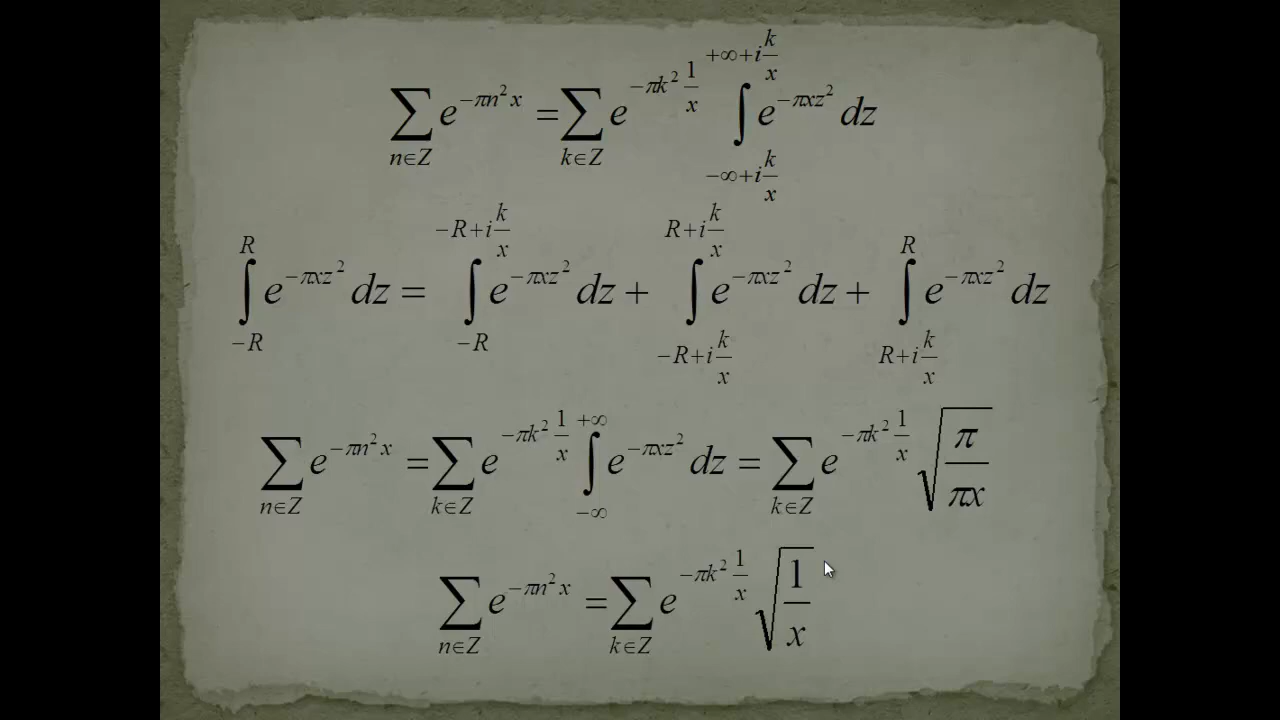 ∑_{n∈Z} e^{−πn²x} = ∑_{k∈Z} e^{−πk² 1/x} ∫_{−∞+i k/x}^{+∞+i k/x} e^{−πxz²} dz
∫_{−R}^{R} e^{−πxz²} dz = ∫_{−R}^{−R+i k/x} e^{−πxz²} dz + ∫_{−R+i k/x}^{R+i k/x} e^{−πxz²} dz + ∫_{R+i k/x}^{R} e^{−πxz²} dz
∑_{n∈Z} e^{−πn²x} = ∑_{k∈Z} e^{−πk² 1/x} ∫_{−∞}^{+∞} e^{−πxz²} dz = ∑_{k∈Z} e^{−πk² 1/x} √(π/(πx))
∑_{n∈Z} e^{−πn²x} = ∑_{k∈Z} e^{−πk² 1/x} √(1/x)